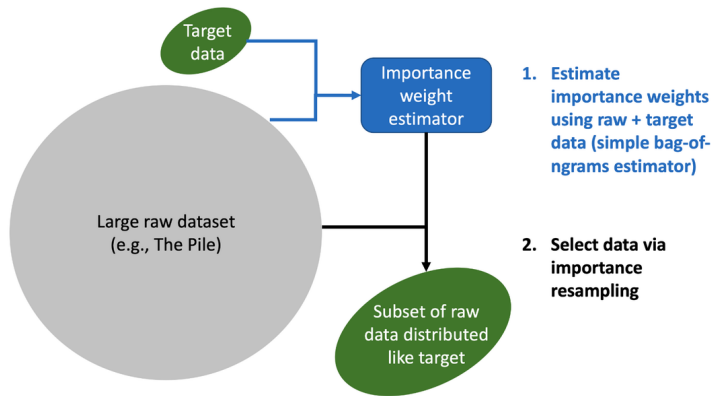 Target
data
Importance
weight
estimator
1. Estimate
importance weights
using raw + target
data (simple bag-of-
ngrams estimator)
Large raw dataset
(e.g., The Pile)
2. Select data via
importance
resampling
Subset of raw
data distributed
like target